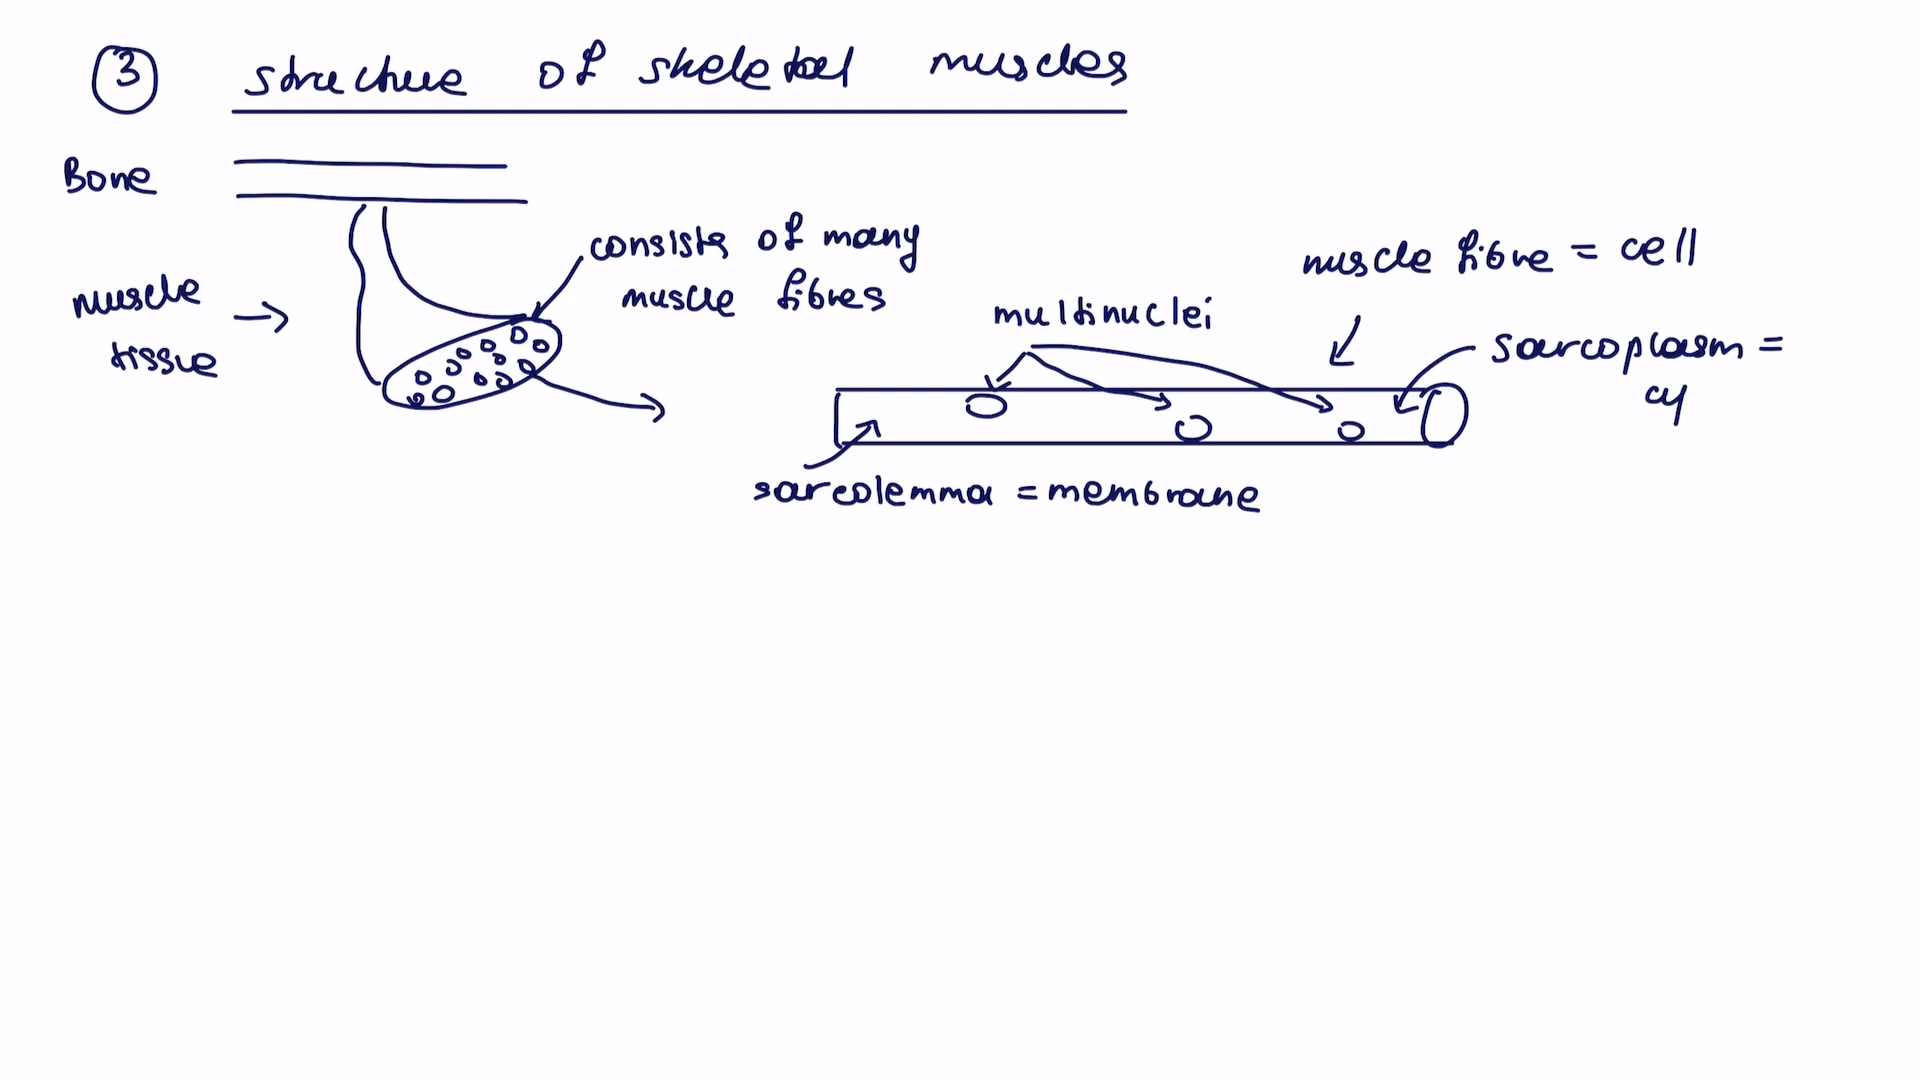 3 structure of skeletal muscles
Bone
consists of many
muscle fibres
muscle
tissue
multinuclei
muscle fibre = cell
sarcoplasm =
cy
sarcolemma = membrane